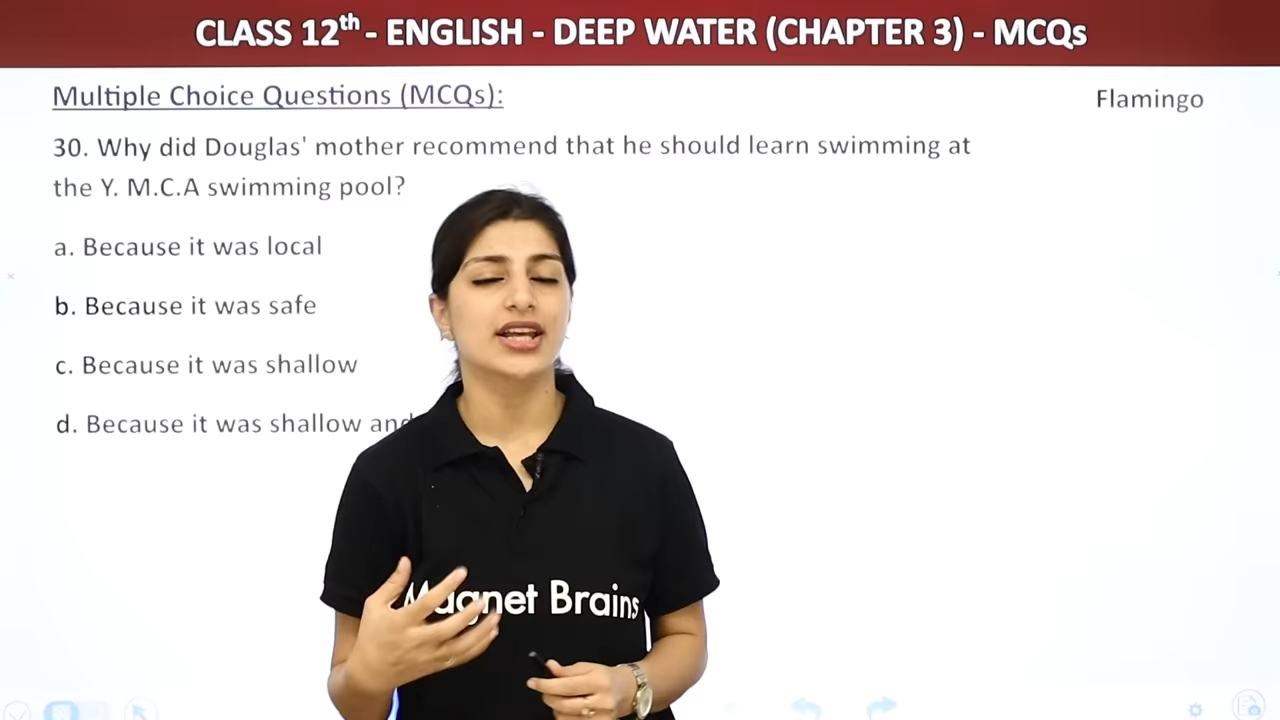 CLASS 12th - ENGLISH - DEEP WATER (CHAPTER 3) - MCQs
Multiple Choice Questions (MCQs):
Flamingo
30. Why did Douglas' mother recommend that he should learn swimming at
the Y. M.C.A swimming pool?
a. Because it was local
b. Because it was safe
c. Because it was shallow
d. Because it was shallow and
Magnet Brains